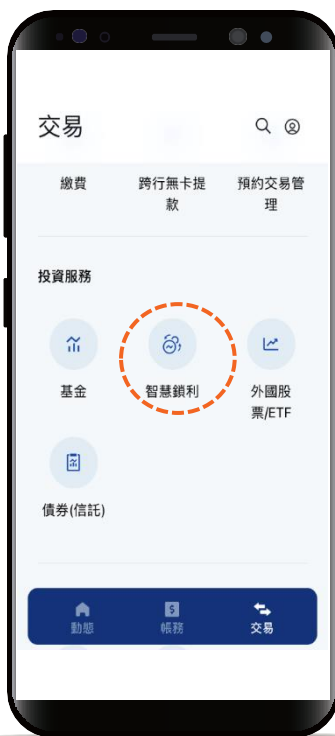 交易
繳費
跨行無卡提
款
預約交易管
理
投資服務
基金
智慧鎖利
外國股
票/ETF
債券(信託)
動態
帳務
交易